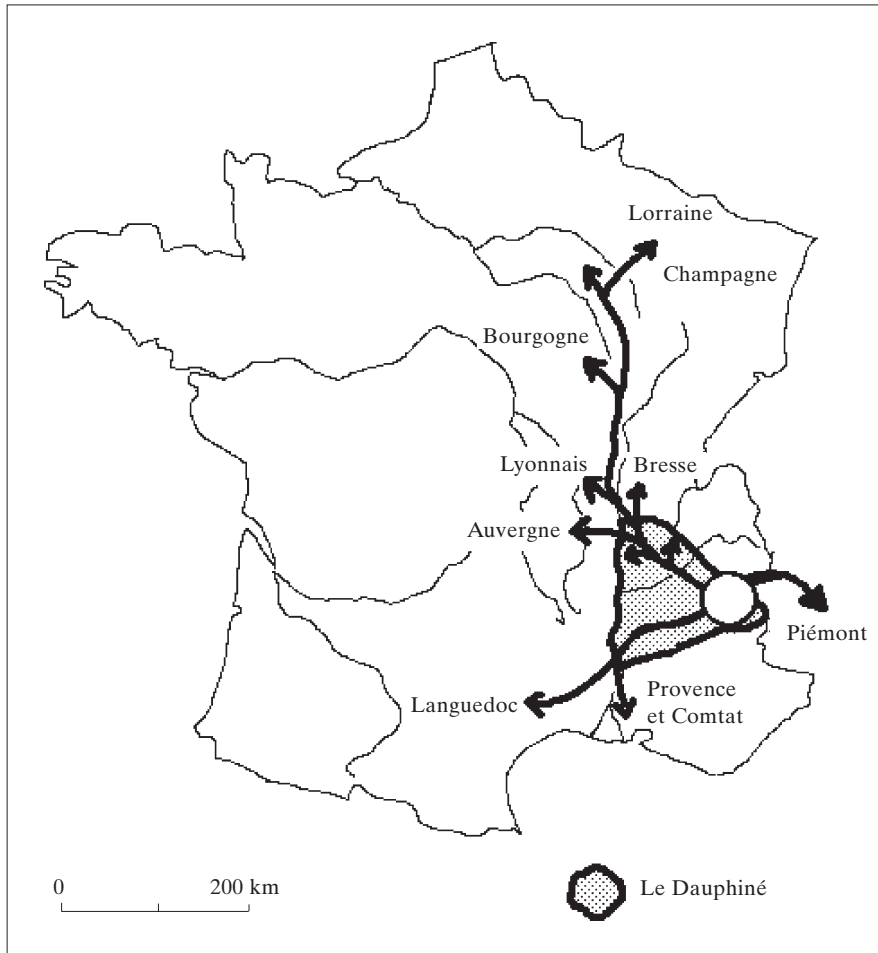 Lorraine
Champagne
Bourgogne
Lyonnais
Bresse
Auvergne
Piémont
Languedoc
Provence
et Comtat
0
200 km
Le Dauphiné